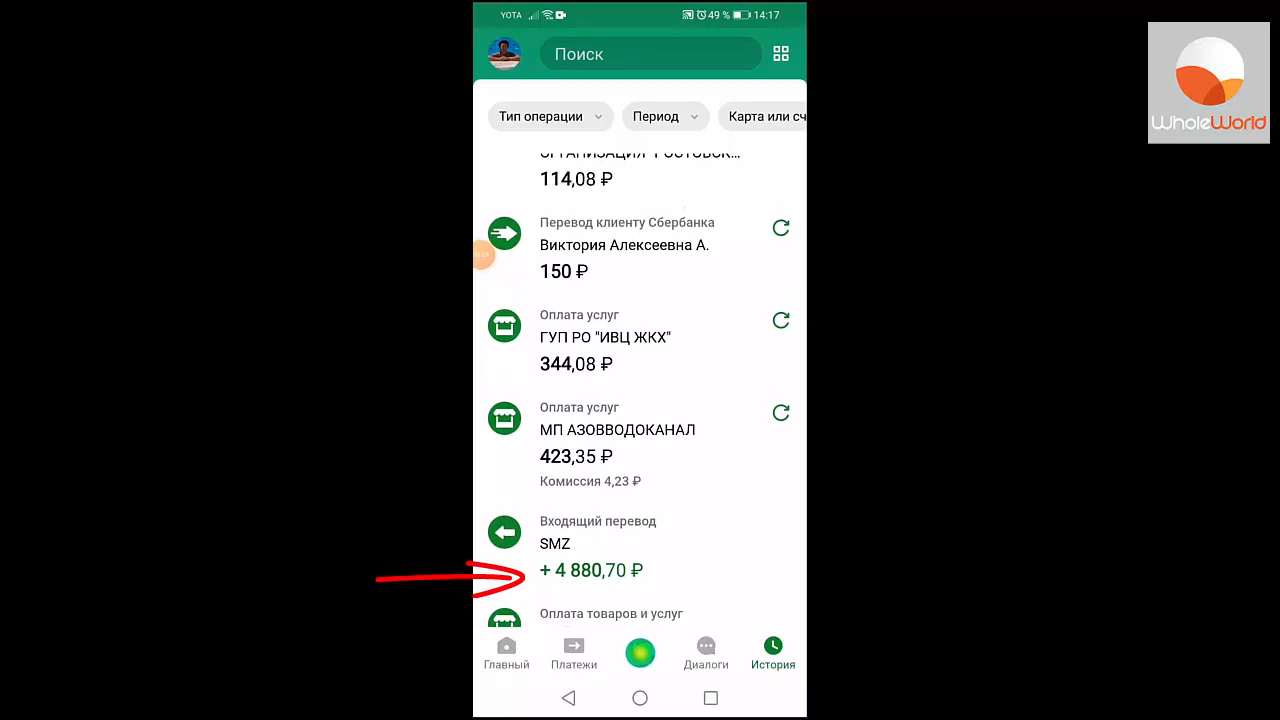 YOTA
49 %
14:17
Поиск
WholeWorld
Тип операции
Период
Карта или сч
114,08 ₽
Перевод клиенту Сбербанка
Виктория Алексеевна А.
150 ₽
Оплата услуг
ГУП РО "ИВЦ ЖКХ"
344,08 ₽
Оплата услуг
МП АЗОВВОДОКАНАЛ
423,35 ₽
Комиссия 4,23 ₽
Входящий перевод
SMZ
+ 4 880,70 ₽
Оплата товаров и услуг
Главный
Платежи
Диалоги
История